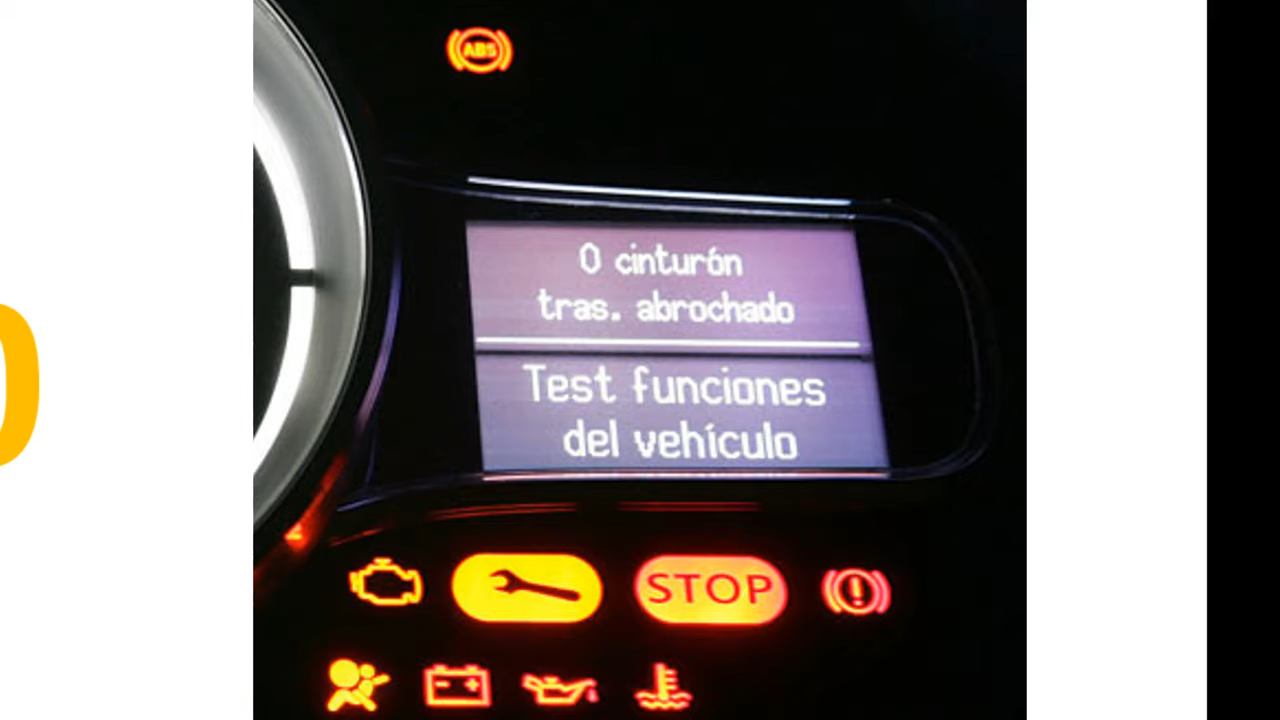 ABS
0 cinturón
tras. abrochado
Test funciones
del vehículo
STOP